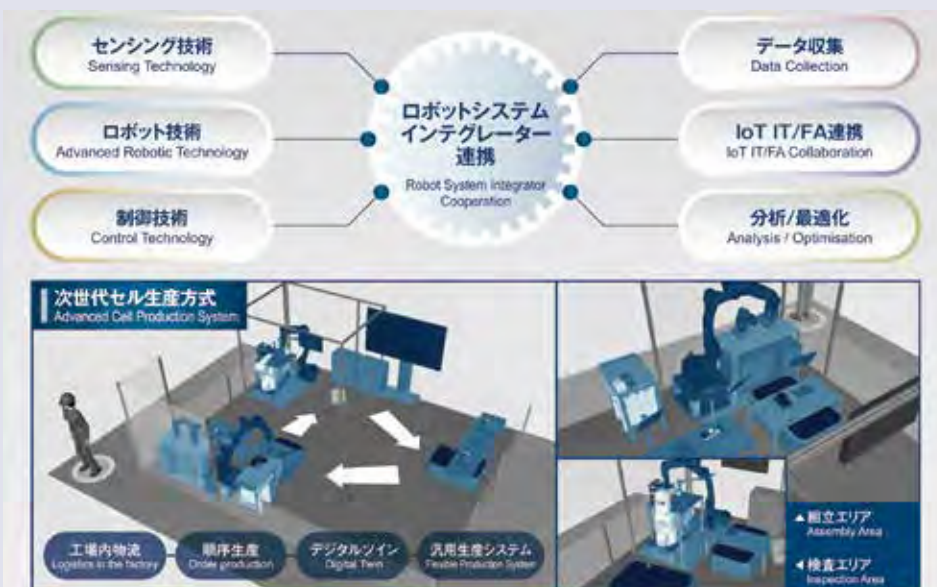 センシング技術
Sensing Technology
ロボット技術
Advanced Robotic Technology
制御技術
Control Technology
ロボットシステム
インテグレーター
連携
Robot System Integrator
Cooperation
データ収集
Data Collection
IoT IT/FA連携
IoT IT/FA Collaboration
分析/最適化
Analysis / Optimisation
次世代セル生産方式
Advanced Cell Production System
工場内物流
Logistics in the factory
順序生産
Order production
デジタルツイン
Digital Twin
汎用生産システム
Flexible Production System
▲組立エリア
Assembly Area
◀検査エリア
Inspection Area